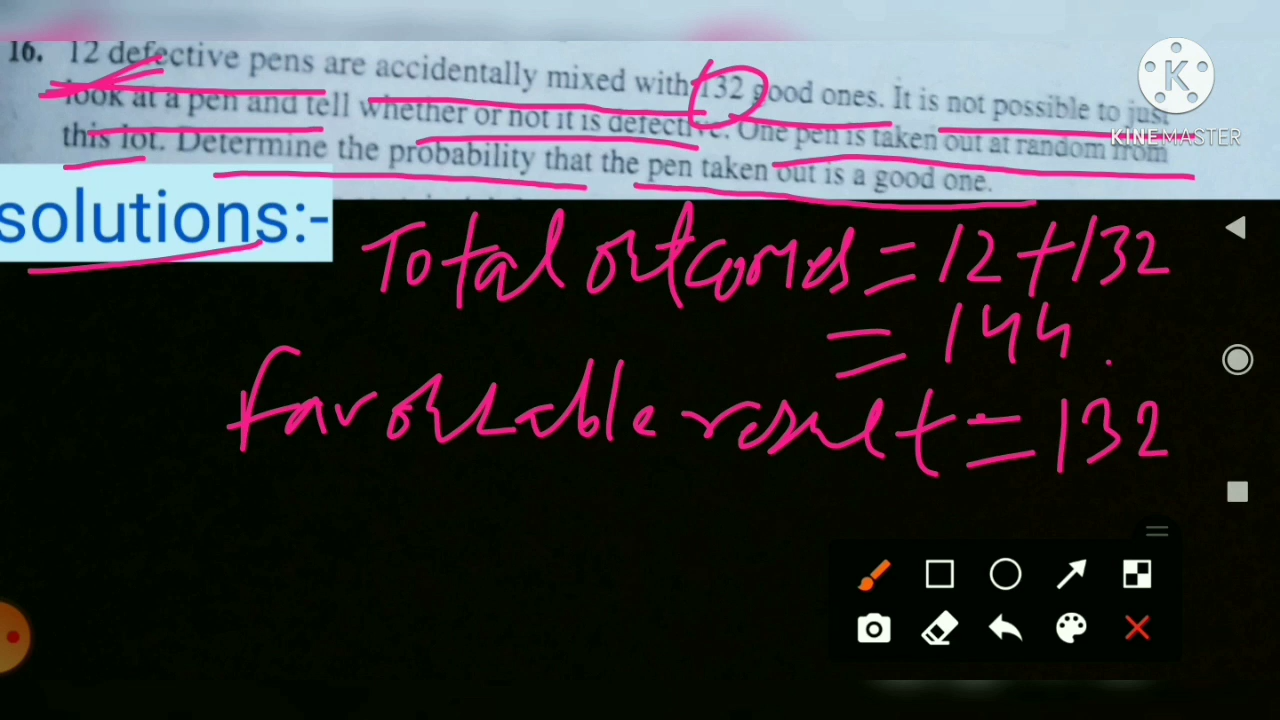 16. 12 defective pens are accidentally mixed with 132 good ones. It is not possible to just
look at a pen and tell whether or not it is defective. One pen is taken out at random from
this lot. Determine the probability that the pen taken out is a good one.
K
KINEMASTER
solutions:-
Total outcomes = 12+132
= 144.
favourable result = 132